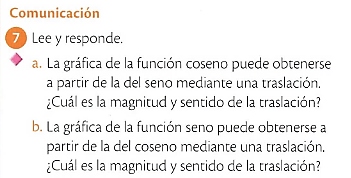 Comunicación
7 Lee y responde.
a. La gráfica de la función coseno puede obtenerse
a partir de la del seno mediante una traslación.
¿Cuál es la magnitud y sentido de la traslación?
b. La gráfica de la función seno puede obtenerse a
partir de la del coseno mediante una traslación.
¿Cuál es la magnitud y sentido de la traslación?